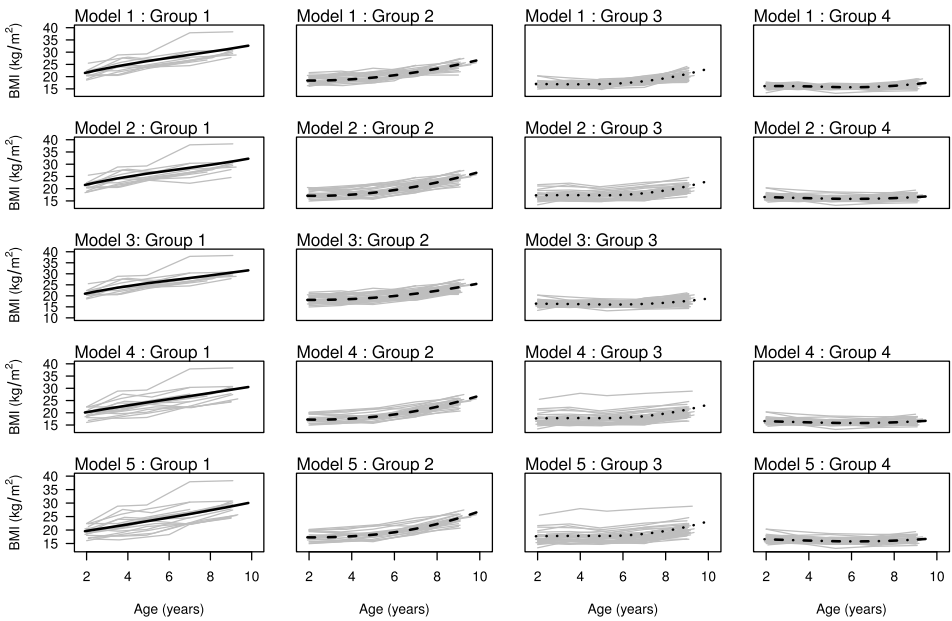 Model 1 : Group 1
Model 1 : Group 2
Model 1 : Group 3
Model 1 : Group 4
BMI (kg/m²)
40
35
30
25
20
15
Model 2 : Group 1
Model 2 : Group 2
Model 2 : Group 3
Model 2 : Group 4
BMI (kg/m²)
40
35
30
25
20
15
Model 3: Group 1
Model 3: Group 2
Model 3: Group 3
BMI (kg/m²)
40
35
30
25
20
15
10
Model 4 : Group 1
Model 4 : Group 2
Model 4 : Group 3
Model 4 : Group 4
BMI (kg/m²)
40
35
30
25
20
15
Model 5 : Group 1
Model 5 : Group 2
Model 5 : Group 3
Model 5 : Group 4
BMI (kg/m²)
40
35
30
25
20
15
2 4 6 8 10
2 4 6 8 10
2 4 6 8 10
2 4 6 8 10
Age (years)
Age (years)
Age (years)
Age (years)